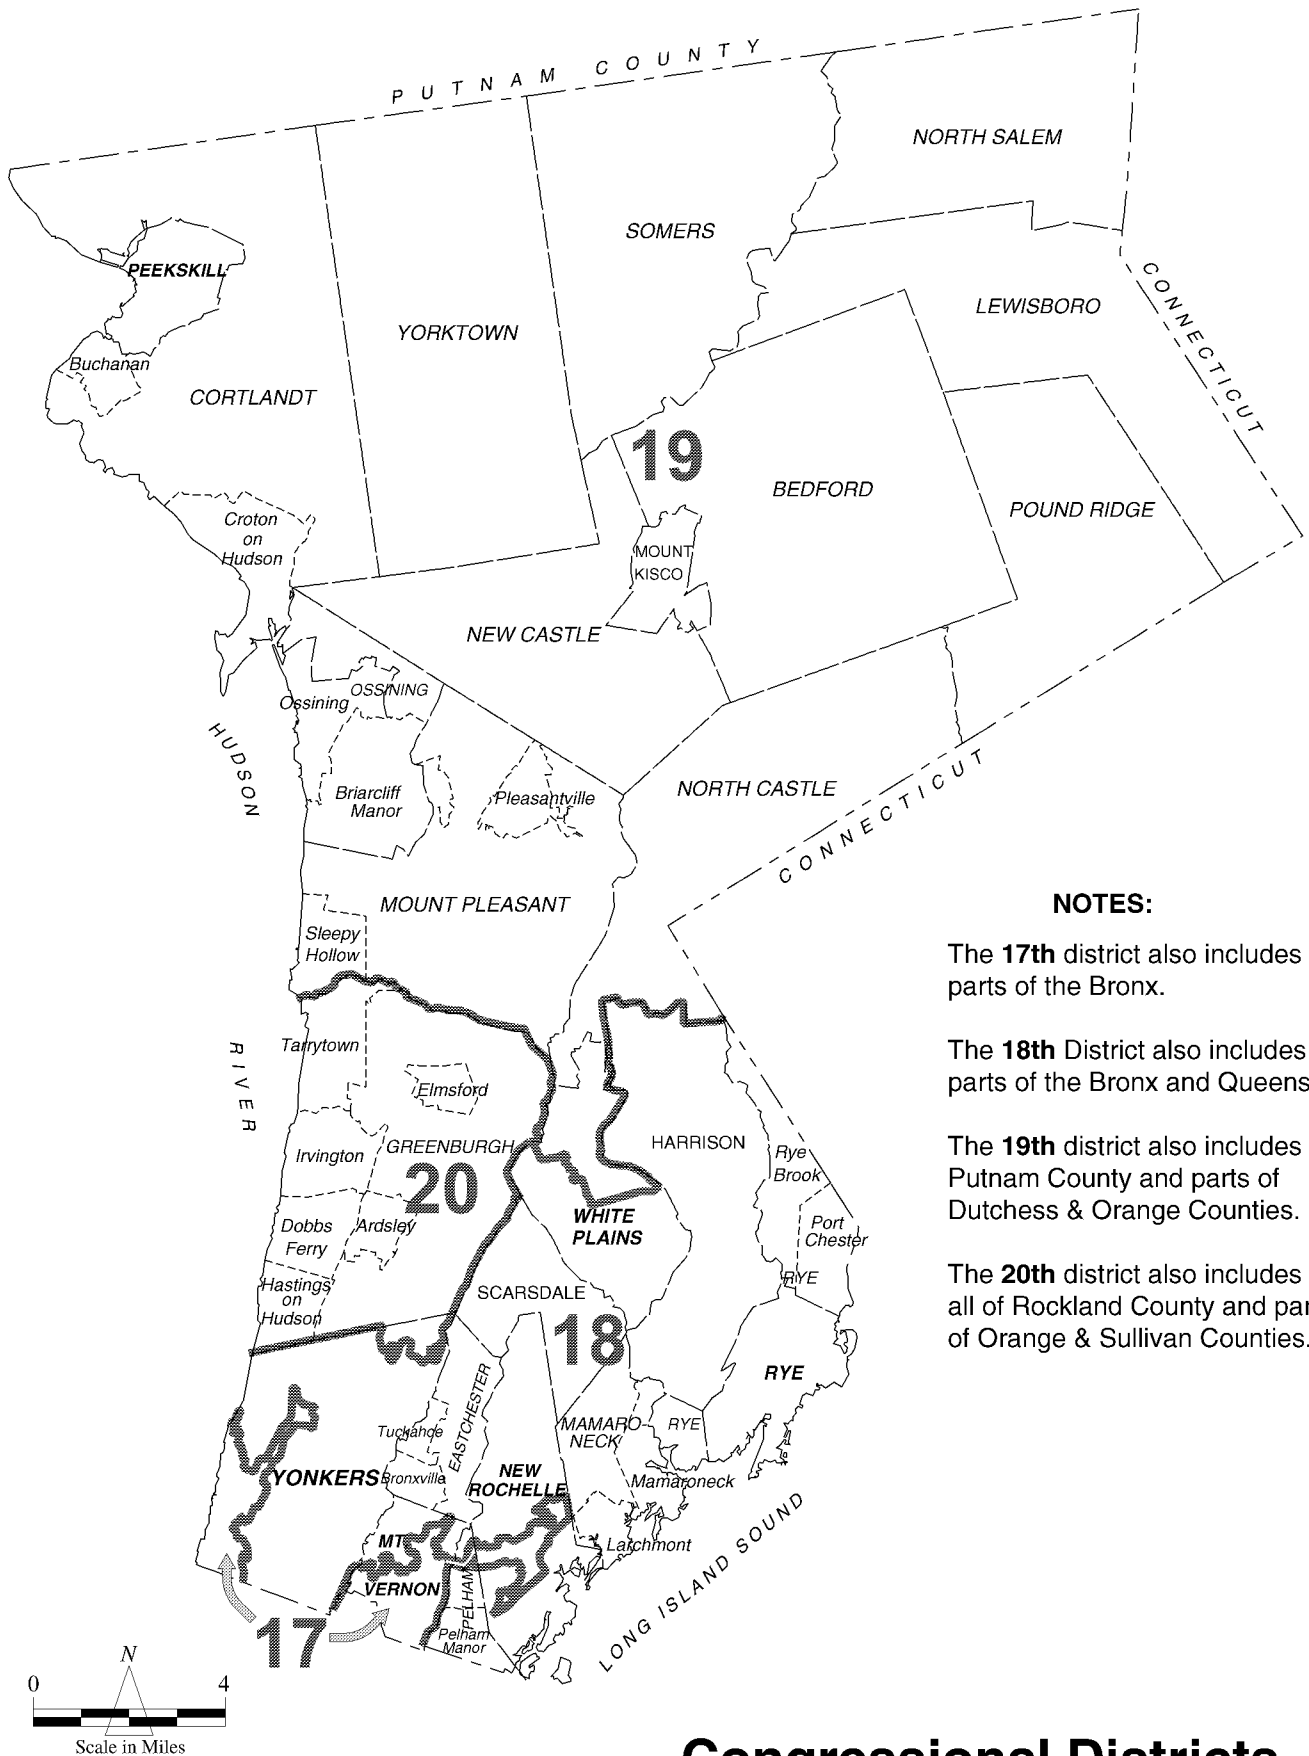 PUTNAM COUNTY
NORTH SALEM
SOMERS
PEEKSKILL
LEWISBORO
CONNECTICUT
YORKTOWN
Buchanan
CORTLANDT
19
BEDFORD
POUND RIDGE
Croton
on
Hudson
MOUNT
KISCO
NEW CASTLE
OSSINING
Ossining
HUDSON
Briarcliff
Manor
Pleasantville
NORTH CASTLE
CONNECTICUT
MOUNT PLEASANT
Sleepy
Hollow
NOTES:
The 17th district also includes
parts of the Bronx.
The 18th District also includes
parts of the Bronx and Queens
The 19th district also includes
Putnam County and parts of
Dutchess & Orange Counties.
The 20th district also includes
all of Rockland County and par
of Orange & Sullivan Counties.
RIVER
Tarrytown
Elmsford
GREENBURGH
HARRISON
Irvington
20
Rye
Brook
WHITE
PLAINS
Dobbs
Ferry
Ardsley
Port
Chester
RYE
Hastings
on
Hudson
SCARSDALE
18
RYE
EASTCHESTER
Tuckahoe
MAMARO-
NECK
RYE
YONKERS
Bronxville
NEW
ROCHELLE
Mamaroneck
MT
VERNON
Larchmont
LONG ISLAND SOUND
PELHAM
Pelham
Manor
17
N
0 4
Scale in Miles
Congressional Districts